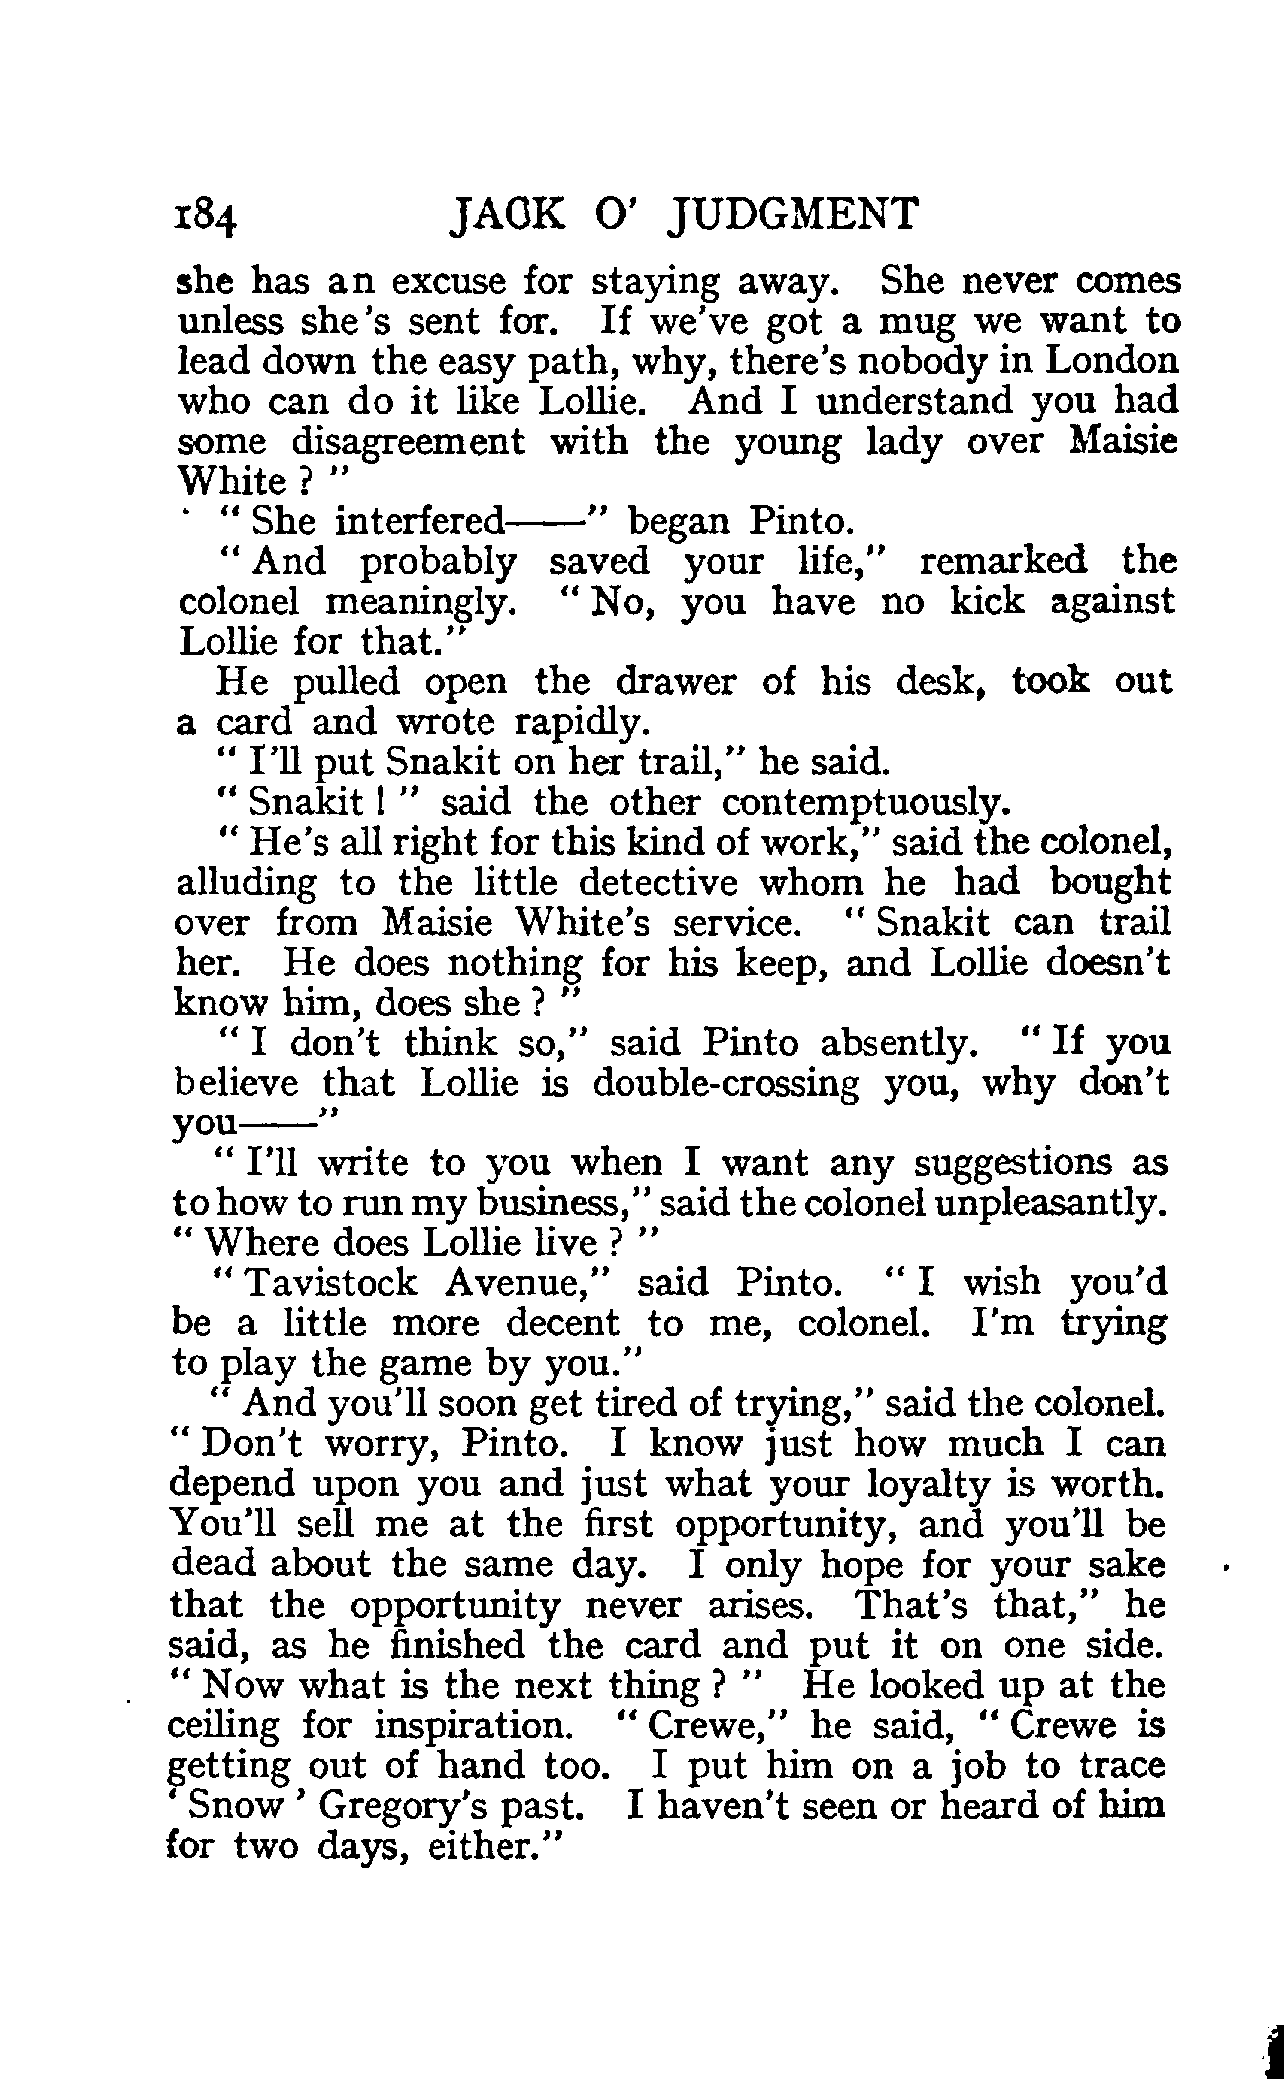 184 JACK O' JUDGMENT
she has an excuse for staying away. She never comes
unless she's sent for. If we've got a mug we want to
lead down the easy path, why, there's nobody in London
who can do it like Lollie. And I understand you had
some disagreement with the young lady over Maisie
White ? "
" She interfered——" began Pinto.
" And probably saved your life," remarked the
colonel meaningly. " No, you have no kick against
Lollie for that."
He pulled open the drawer of his desk, took out
a card and wrote rapidly.
" I'll put Snakit on her trail," he said.
" Snakit ! " said the other contemptuously.
" He's all right for this kind of work," said the colonel,
alluding to the little detective whom he had bought
over from Maisie White's service. " Snakit can trail
her. He does nothing for his keep, and Lollie doesn't
know him, does she ? "
" I don't think so," said Pinto absently. " If you
believe that Lollie is double-crossing you, why don't
you——"
" I'll write to you when I want any suggestions as
to how to run my business," said the colonel unpleasantly.
" Where does Lollie live ? "
" Tavistock Avenue," said Pinto. " I wish you'd
be a little more decent to me, colonel. I'm trying
to play the game by you."
" And you'll soon get tired of trying," said the colonel.
" Don't worry, Pinto. I know just how much I can
depend upon you and just what your loyalty is worth.
You'll sell me at the first opportunity, and you'll be
dead about the same day. I only hope for your sake
that the opportunity never arises. That's that," he
said, as he finished the card and put it on one side.
" Now what is the next thing ? " He looked up at the
ceiling for inspiration. " Crewe," he said, " Crewe is
getting out of hand too. I put him on a job to trace
' Snow ' Gregory's past. I haven't seen or heard of him
for two days, either."